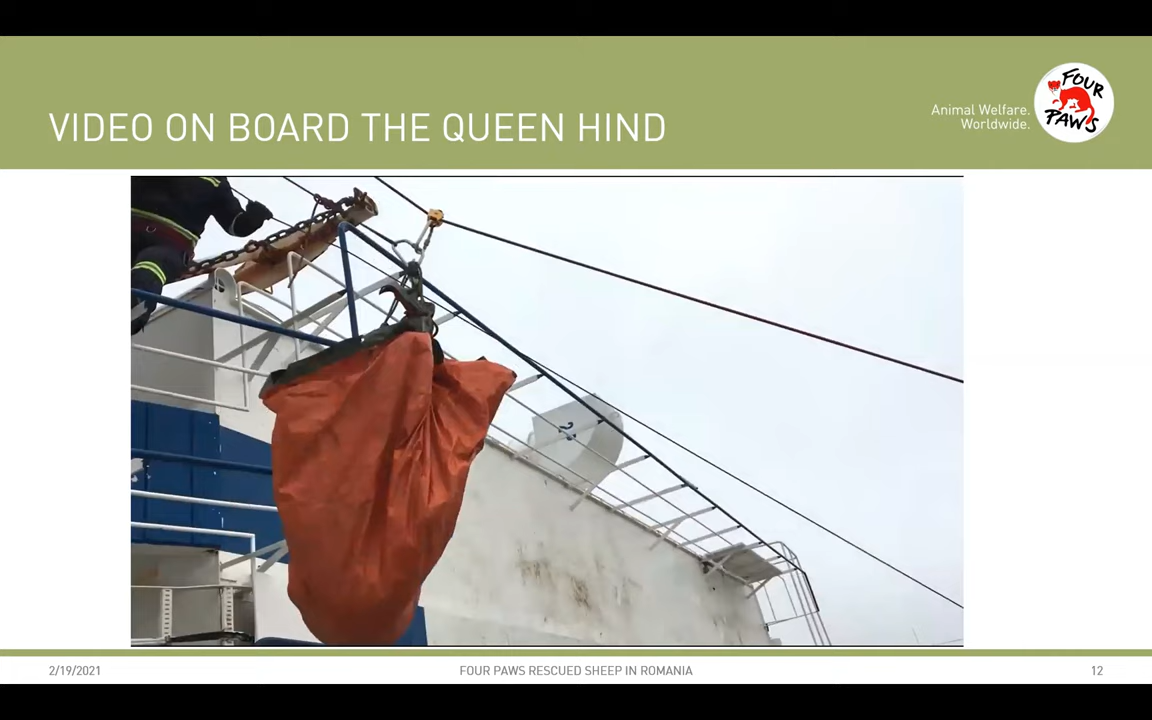 VIDEO ON BOARD THE QUEEN HIND
Animal Welfare.
Worldwide.
FOUR
PAWS
2
2/19/2021
FOUR PAWS RESCUED SHEEP IN ROMANIA
12